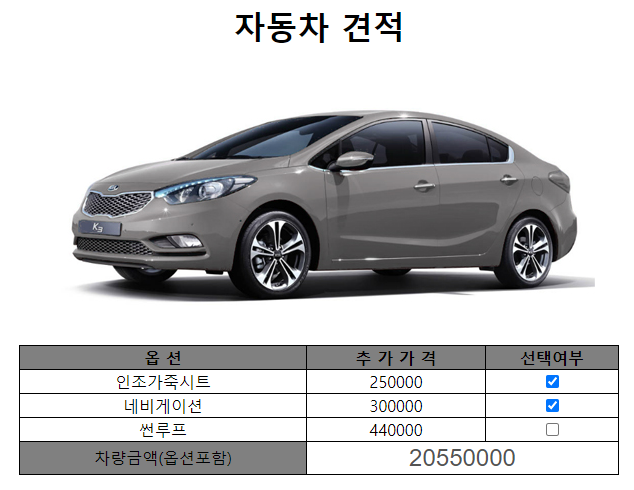 자동차 견적
K3
옵 션 추 가 가 격 선택여부
인조가죽시트 250000
네비게이션 300000
썬루프 440000
차량금액(옵션포함) 20550000